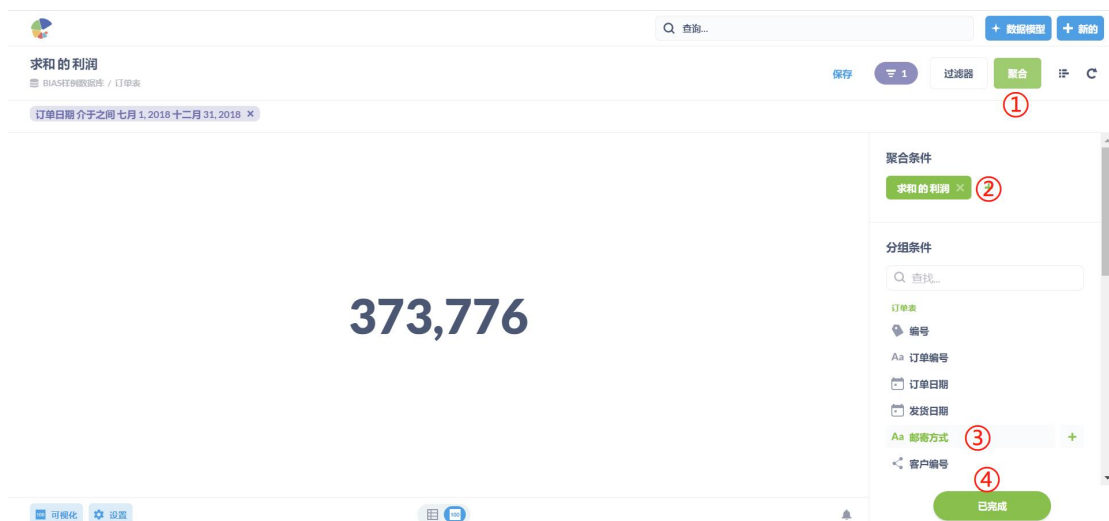 查询...
+ 数据模型
+ 新的
求和 的 利润
BIAS样例数据库 / 订单表
保存
1
过滤器
聚合
①
订单日期 介于之间 七月 1, 2018 十二月 31, 2018 ×
聚合条件
求和 的 利润 ×
②
分组条件
查找...
订单表
编号
Aa 订单编号
订单日期
发货日期
Aa 邮寄方式
③
+
客户编号
④
已完成
373,776
可视化
设置